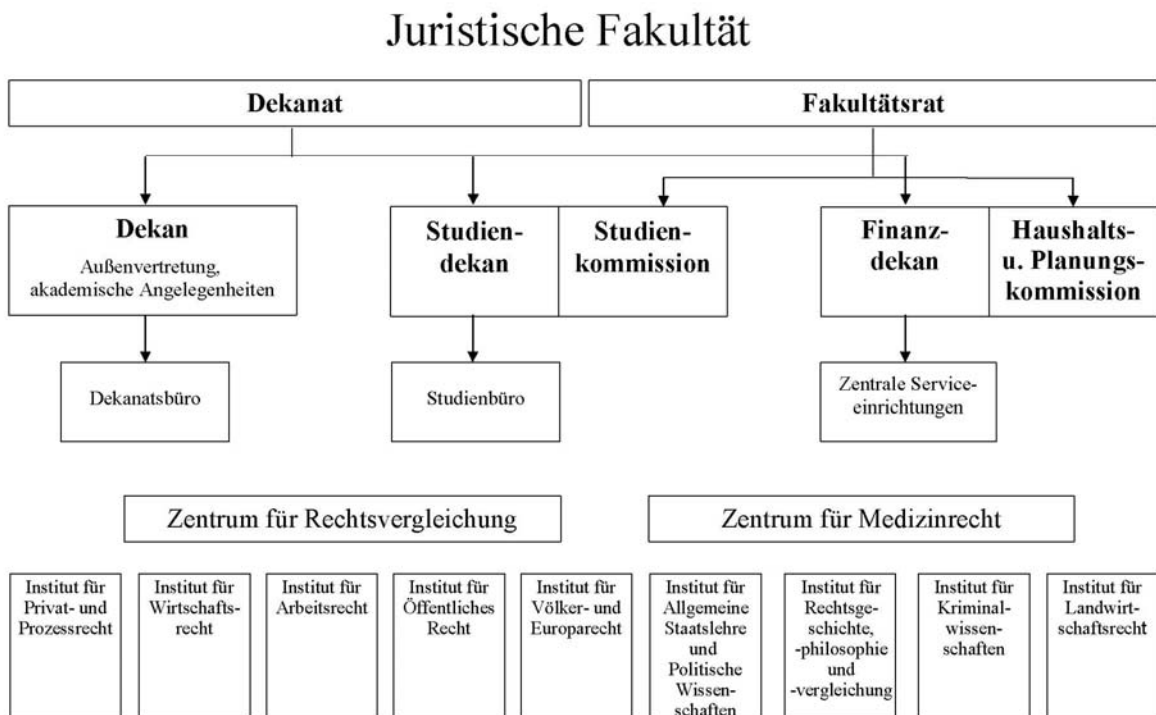 Juristische Fakultät
Dekanat
Fakultätsrat
Dekan
Außenvertretung,
akademische Angelegenheiten
Studien-
dekan
Studien-
kommission
Finanz-
dekan
Haushalts-
u. Planungs-
kommission
Dekanatsbüro
Studienbüro
Zentrale Service-
einrichtungen
Zentrum für Rechtsvergleichung
Zentrum für Medizinrecht
Institut für
Privat- und
Prozessrecht
Institut für
Wirtschafts-
recht
Institut für
Arbeitsrecht
Institut für
Öffentliches
Recht
Institut für
Völker- und
Europarecht
Institut für
Allgemeine
Staatslehre
und
Politische
Wissen-
schaften
Institut für
Rechtsge-
schichte,
-philosophie
und
-vergleichung
Institut für
Kriminal-
wissen-
schaften
Institut für
Landwirt-
schaftsrecht